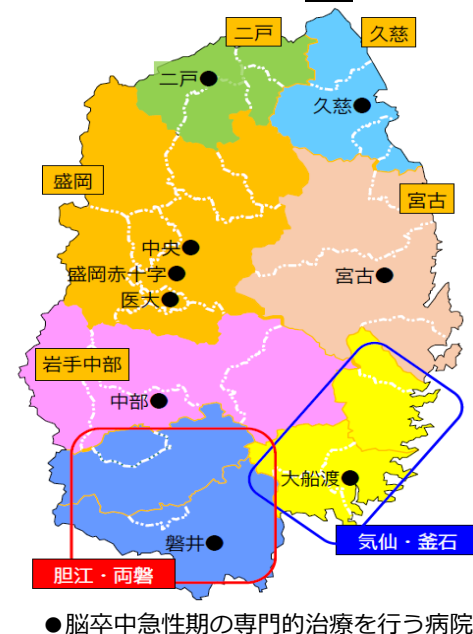 二戸
久慈
二戸●
久慈●
盛岡
宮古
中央●
盛岡赤十字●
医大●
宮古●
岩手中部
中部●
大船渡●
磐井●
気仙・釜石
胆江・両磐
●脳卒中急性期の専門的治療を行う病院